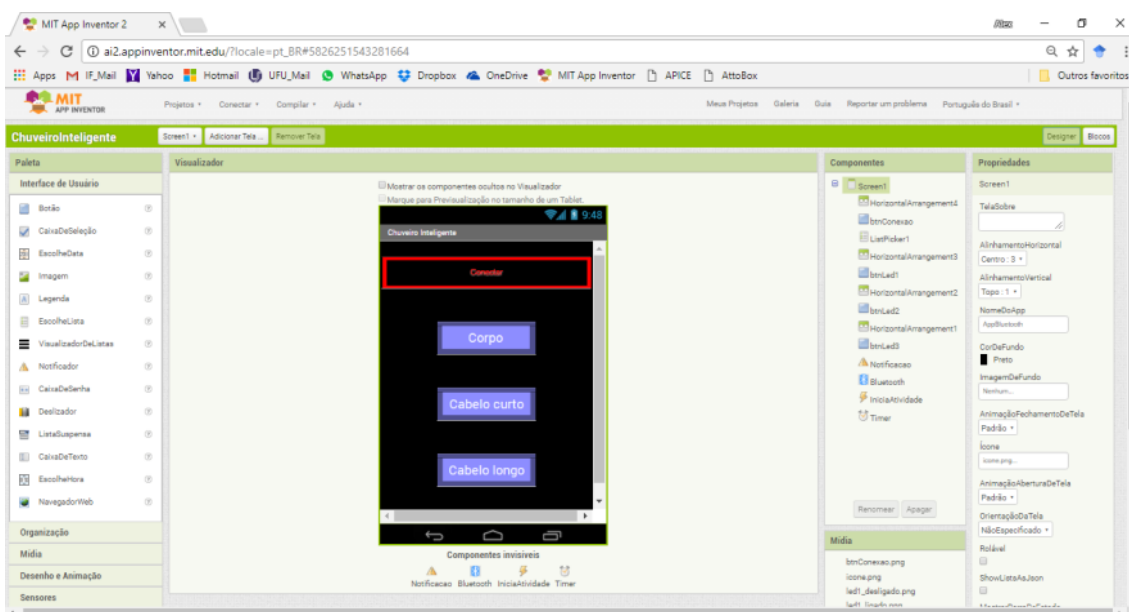 MIT App Inventor 2
ai2.appinventor.mit.edu/?locale=pt_BR#5826251543281664
Apps IF_Mail Yahoo Hotmail UFU_Mail WhatsApp Dropbox OneDrive MIT App Inventor APICE AttoBox Outros favoritos
MIT
APP INVENTOR
Projetos Conectar Compilar Ajuda Meus Projetos Galeria Guia Reportar um problema Português do Brasil
ChuveiroInteligente Screen1 Adicionar Tela ... Remover Tela Designer Blocos
Paleta
Interface de Usuário
Botão
CaixaDeSeleção
EscolheData
Imagem
Legenda
EscolheLista
VisualizadorDeListas
Notificador
CaixaDeSenha
Deslizador
ListaSuspensa
CaixaDeTexto
EscolheHora
NavegadorWeb
Organização
Mídia
Desenho e Animação
Sensores
Visualizador
Mostrar os componentes ocultos no Visualizador
Marque para Previsualização no tamanho de um Tablet.
9:48
Chuveiro Inteligente
Conectar
Corpo
Cabelo curto
Cabelo longo
Componentes invisíveis
Notificacao Bluetooth IniciaAtividade Timer
Componentes
Screen1
HorizontalArrangement4
btnConexao
ListPicker1
HorizontalArrangement3
btnLed1
HorizontalArrangement2
btnLed2
HorizontalArrangement1
btnLed3
Notificacao
Bluetooth
IniciaAtividade
Timer
Renomear Apagar
Mídia
btnConexao.png
icone.png
led1_desligado.png
led1_ligado.png
Propriedades
Screen1
TelaSobre
AlinhamentoHorizontal
Centro : 3
AlinhamentoVertical
Topo : 1
NomeDoApp
AppBluetooth
CorDeFundo
Preto
ImagemDeFundo
Nenhum...
AnimaçãoFechamentoDeTela
Padrão
Ícone
icone.png...
AnimaçãoAberturaDeTela
Padrão
OrientaçãoDaTela
NãoEspecificado
Rolável
ShowListsAsJson